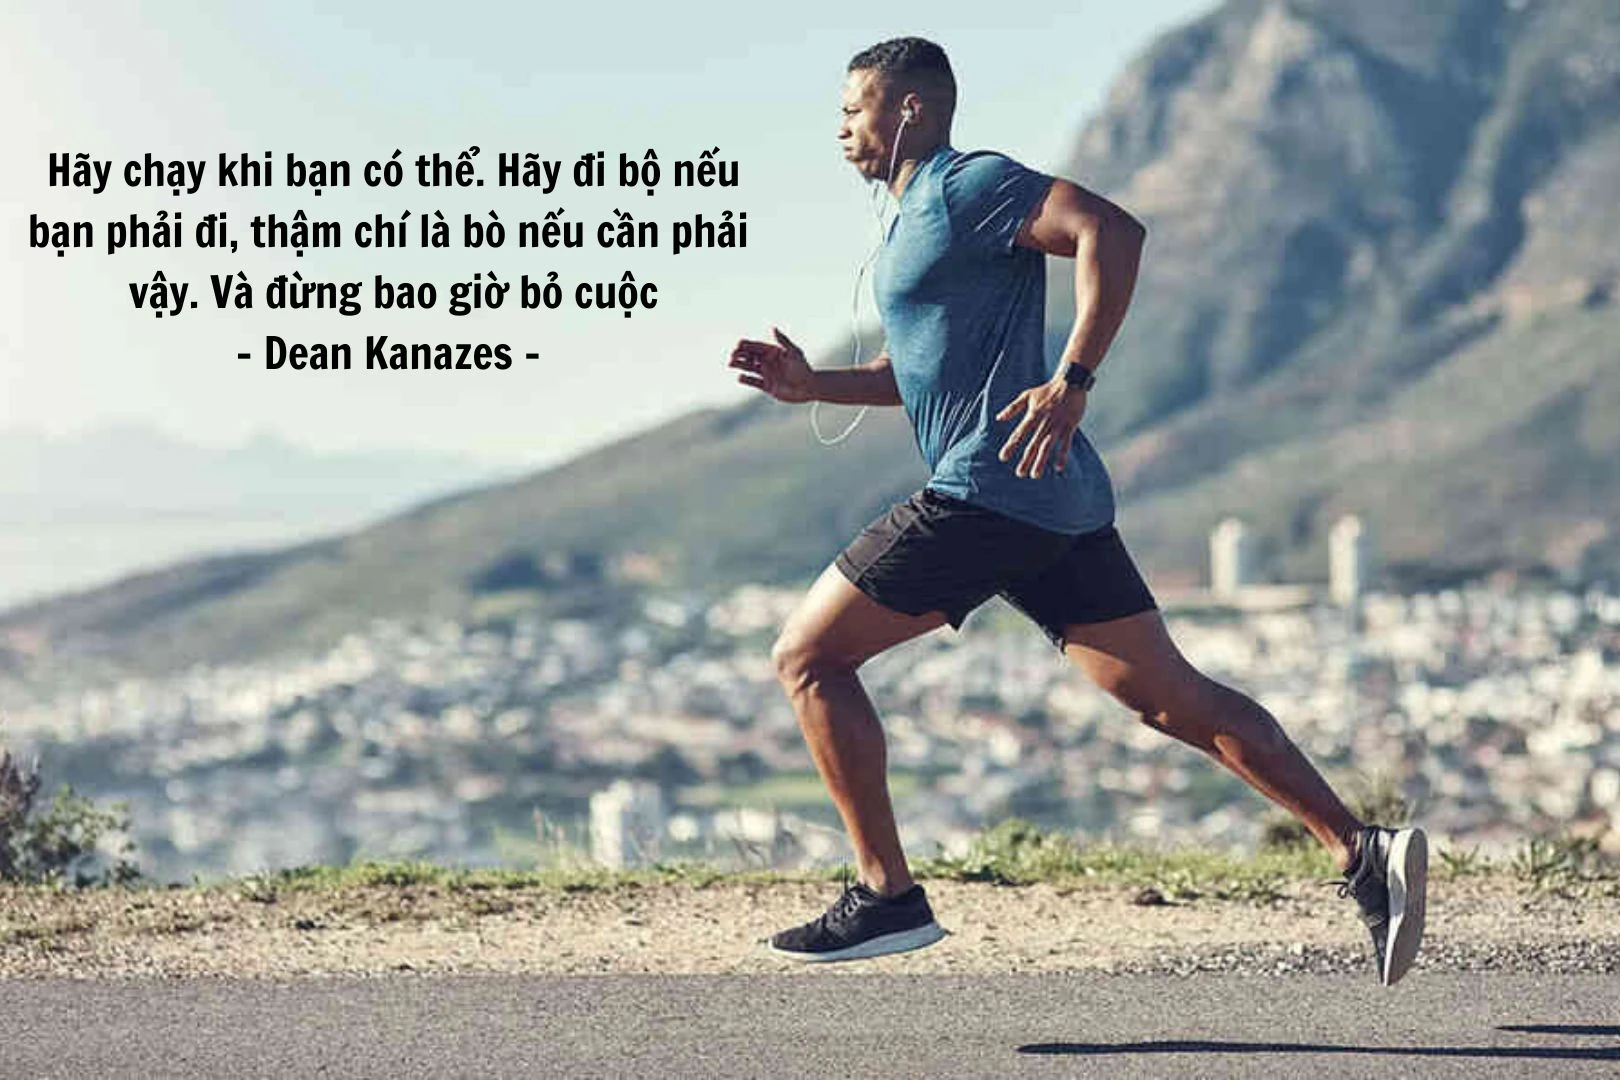 Hãy chạy khi bạn có thể. Hãy đi bộ nếu
bạn phải đi, thậm chí là bò nếu cần phải
vậy. Và đừng bao giờ bỏ cuộc
- Dean Kanazes -